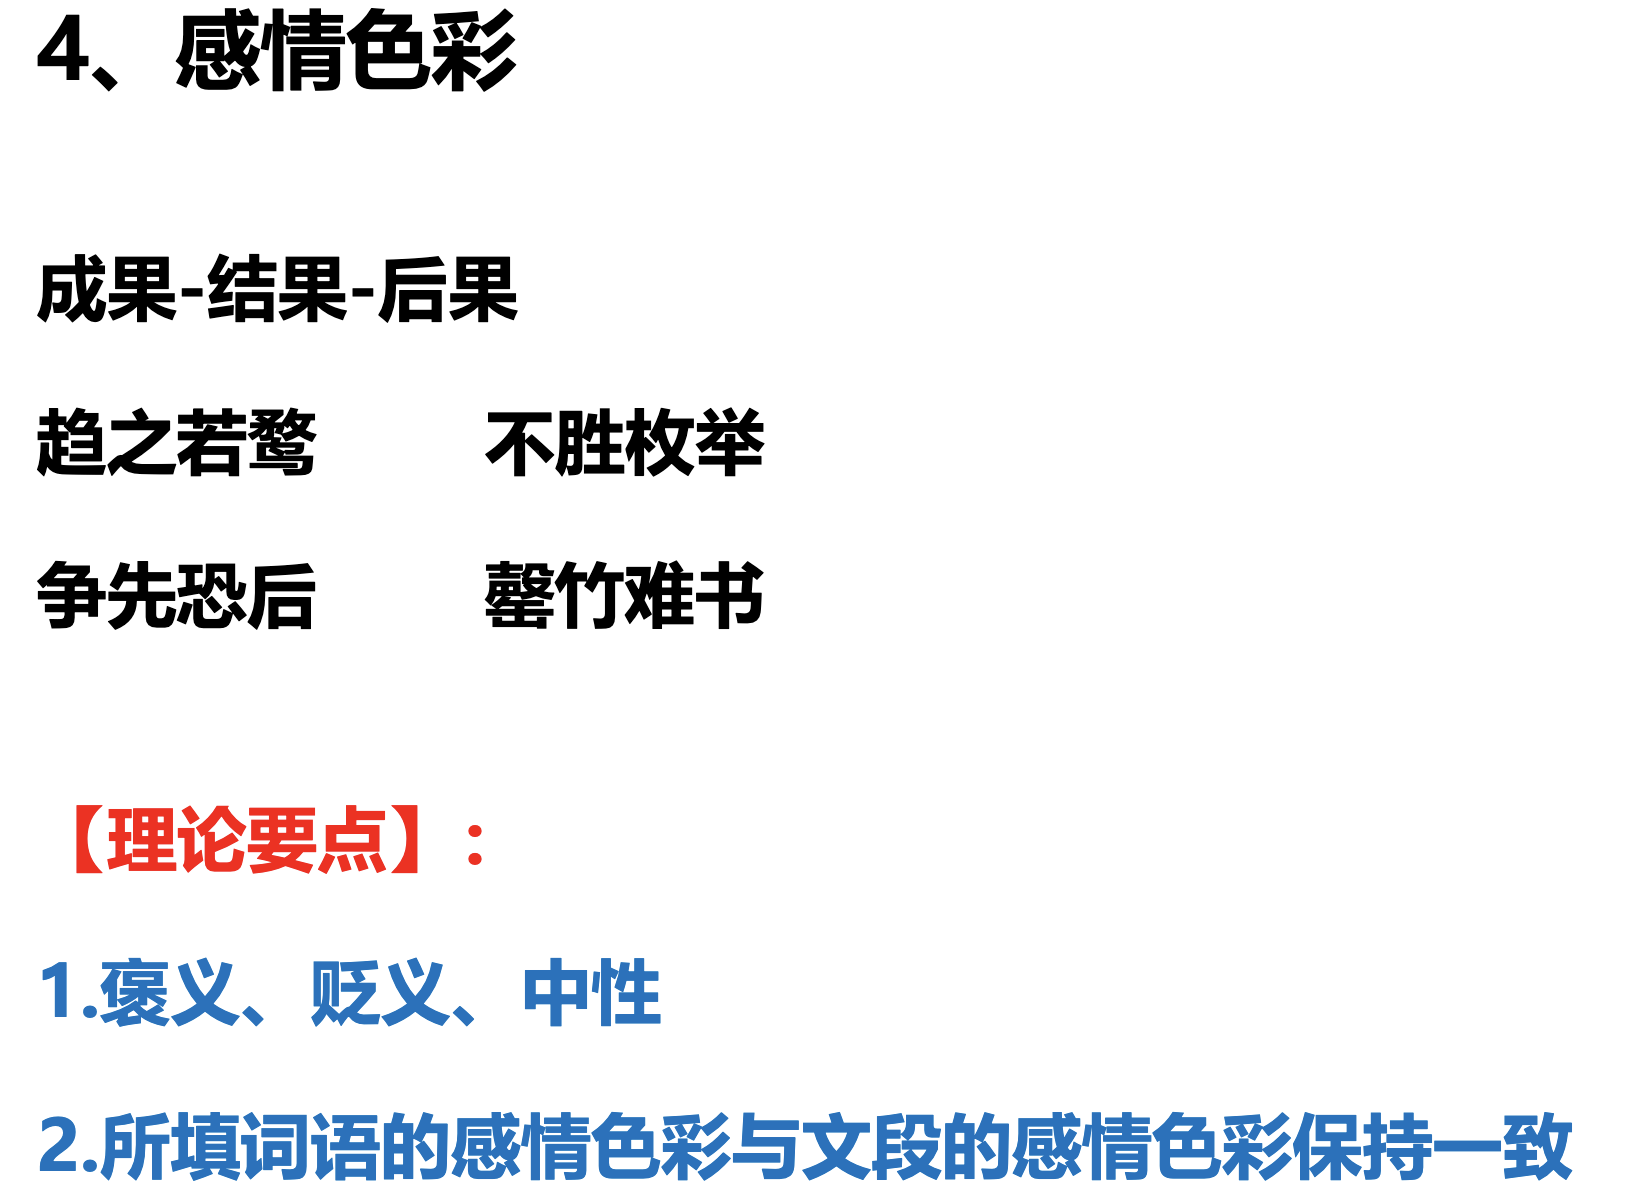 4、感情色彩
成果-结果-后果
趋之若鹜 不胜枚举
争先恐后 罄竹难书
【理论要点】:
1.褒义、贬义、中性
2.所填词语的感情色彩与文段的感情色彩保持一致